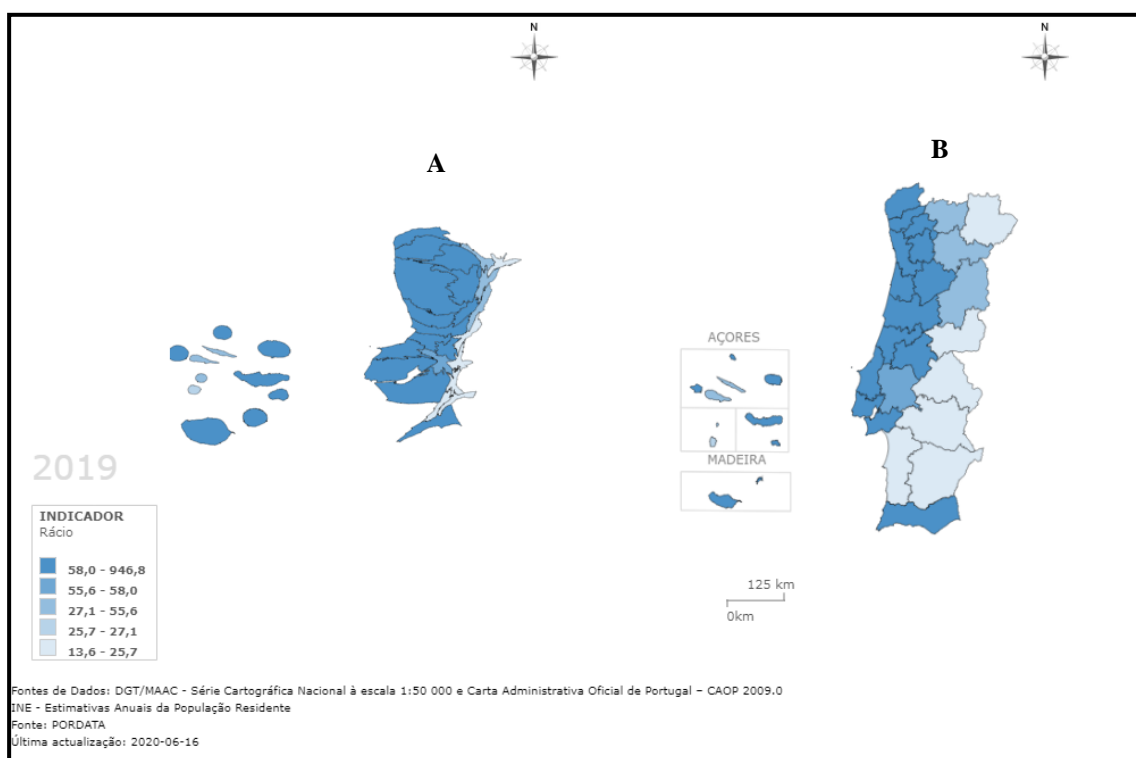 N
N
A
B
AÇORES
MADEIRA
2019
INDICADOR
Rácio
58,0 - 946,8
55,6 - 58,0
27,1 - 55,6
25,7 - 27,1
13,6 - 25,7
125 km
0km
Fontes de Dados: DGT/MAAC - Série Cartográfica Nacional à escala 1:50 000 e Carta Administrativa Oficial de Portugal – CAOP 2009.0
INE - Estimativas Anuais da População Residente
Fonte: PORDATA
Última actualização: 2020-06-16